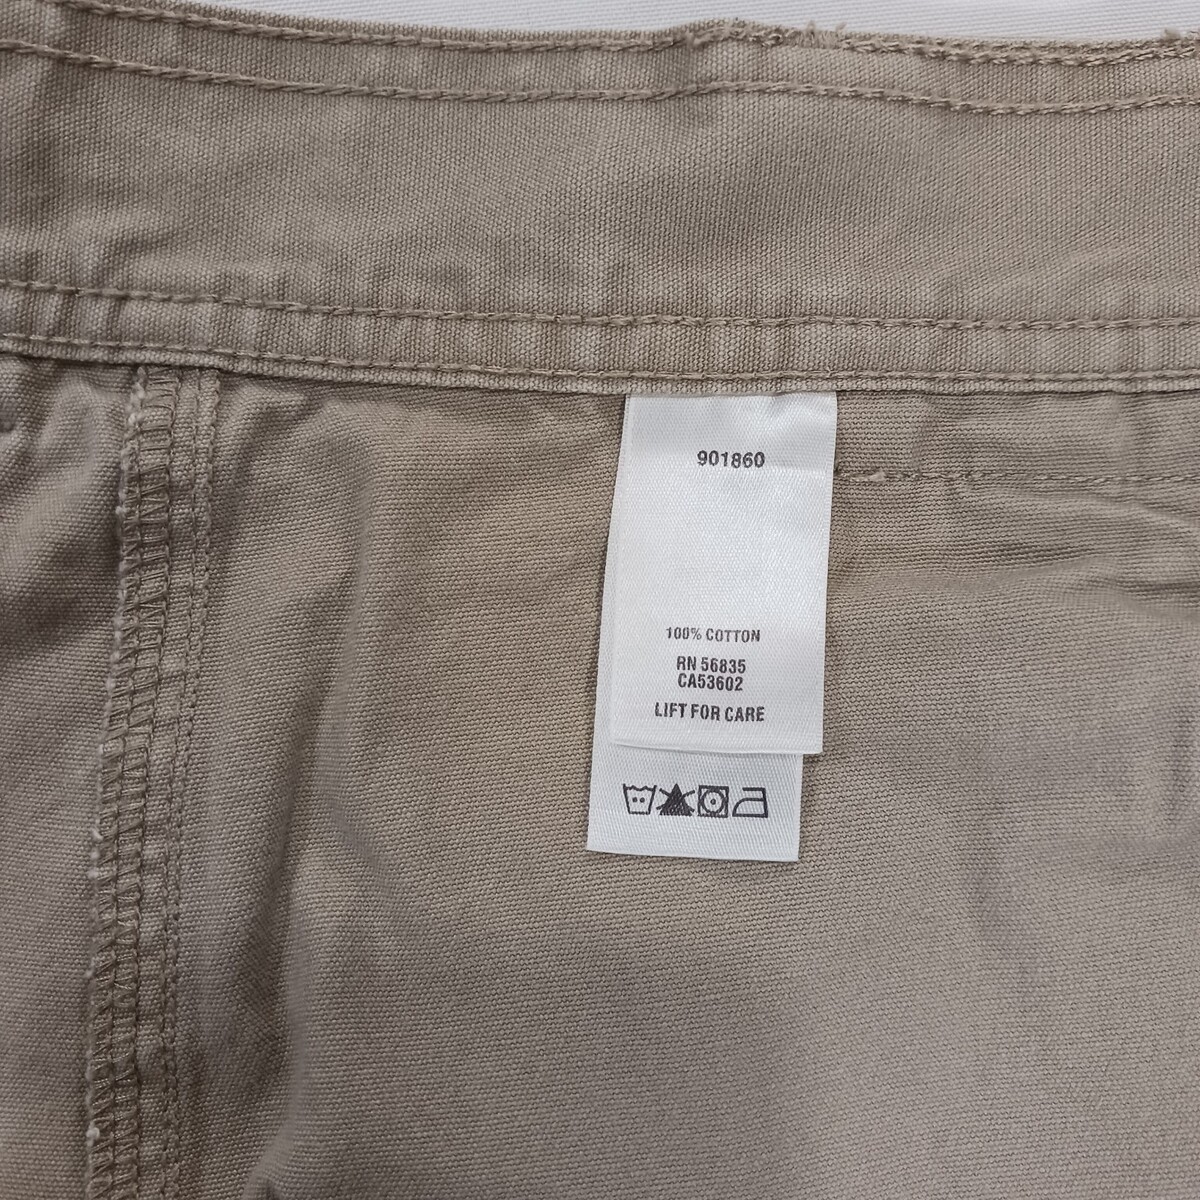 901860
100% COTTON
RN 56835
CA53602
LIFT FOR CARE